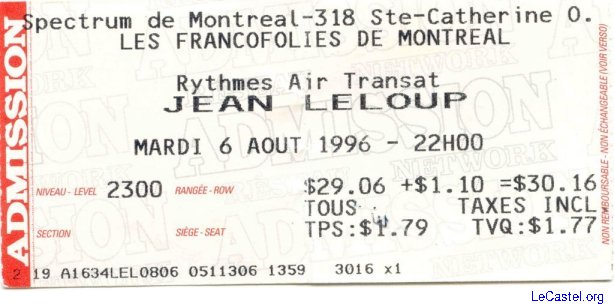 Spectrum de Montreal-318 Ste-Catherine O.
LES FRANCOFOLIES DE MONTREAL
Rythmes Air Transat
JEAN LELOUP
MARDI 6 AOUT 1996 - 22H00
NIVEAU - LEVEL 2300 RANGÉE - ROW $29.06 +$1.10 =$30.16
TOUS TAXES INCL
SECTION SIÈGE - SEAT TPS:$1.79 TVQ:$1.77
2 19 A1634LEL0806 0511306 1359 3016 x1
ADMISSION
NON REMBOURSABLE - NON ÉCHANGEABLE (VOIR VERSO)
ADMISSION
NETWORK
LeCastel.org